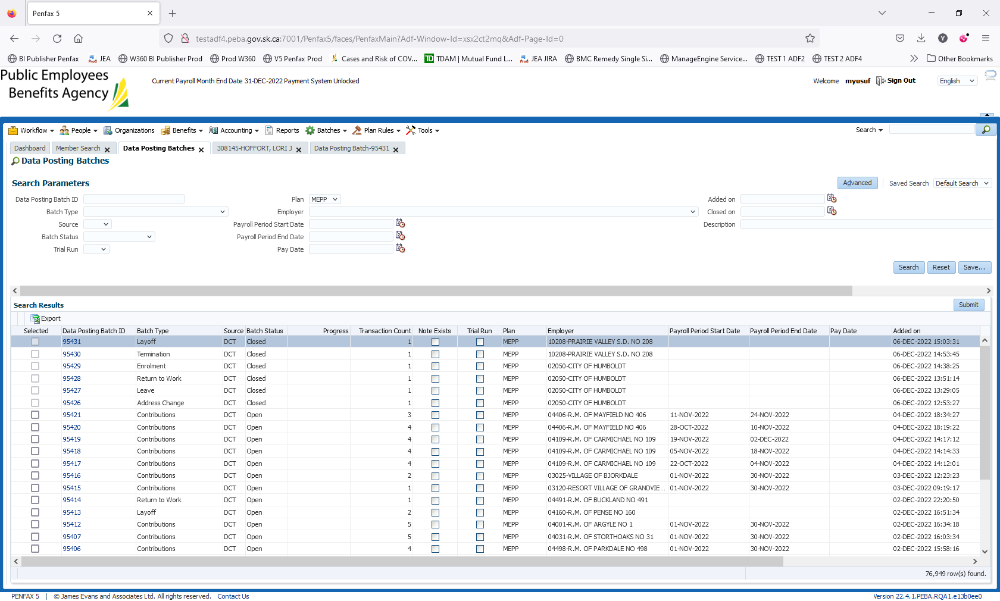 Penfax 5
testadf4.peba.gov.sk.ca:7001/Penfax5/faces/PenfaxMain?Adf-Window-Id=xsx2ct2mq&Adf-Page-Id=0
BI Publisher Penfax JEA W360 BI Publisher Prod Prod W360 V5 Penfax Prod Cases and Risk of COV... TDAM | Mutual Fund L... JEA JIRA BMC Remedy Single Si... ManageEngine Service... TEST 1 ADF2 TEST 2 ADF4 Other Bookmarks
Public Employees
Benefits Agency
Current Payroll Month End Date 31-DEC-2022 Payment System Unlocked
Welcome myusuf Sign Out English
Workflow People Organizations Benefits Accounting Reports Batches Plan Rules Tools Search
Dashboard Member Search Data Posting Batches 308145-HOFFORT, LORI J Data Posting Batch-95431
Data Posting Batches
Search Parameters Advanced Saved Search Default Search
Data Posting Batch ID Plan MEPP Added on
Batch Type Employer Closed on
Source Payroll Period Start Date Description
Batch Status Payroll Period End Date
Trial Run Pay Date
Search Reset Save...
Search Results Submit
Export
Selected Data Posting Batch ID Batch Type Source Batch Status Progress Transaction Count Note Exists Trial Run Plan Employer Payroll Period Start Date Payroll Period End Date Pay Date Added on
95431 Layoff DCT Closed 1 MEPP 10208-PRAIRIE VALLEY S.D. NO 208 06-DEC-2022 15:03:31
95430 Termination DCT Closed 1 MEPP 10208-PRAIRIE VALLEY S.D. NO 208 06-DEC-2022 14:53:45
95429 Enrolment DCT Closed 1 MEPP 02050-CITY OF HUMBOLDT 06-DEC-2022 14:38:25
95428 Return to Work DCT Closed 1 MEPP 02050-CITY OF HUMBOLDT 06-DEC-2022 13:51:14
95427 Leave DCT Closed 1 MEPP 02050-CITY OF HUMBOLDT 06-DEC-2022 13:29:05
95426 Address Change DCT Closed 1 MEPP 02050-CITY OF HUMBOLDT 06-DEC-2022 12:53:27
95421 Contributions DCT Open 3 MEPP 04406-R.M. OF MAYFIELD NO 406 11-NOV-2022 24-NOV-2022 04-DEC-2022 18:34:27
95420 Contributions DCT Open 4 MEPP 04406-R.M. OF MAYFIELD NO 406 28-OCT-2022 10-NOV-2022 04-DEC-2022 18:19:22
95419 Contributions DCT Open 4 MEPP 04109-R.M. OF CARMICHAEL NO 109 19-NOV-2022 02-DEC-2022 04-DEC-2022 14:17:12
95418 Contributions DCT Open 4 MEPP 04109-R.M. OF CARMICHAEL NO 109 05-NOV-2022 18-NOV-2022 04-DEC-2022 14:14:33
95417 Contributions DCT Open 4 MEPP 04109-R.M. OF CARMICHAEL NO 109 22-OCT-2022 04-NOV-2022 04-DEC-2022 14:12:01
95416 Contributions DCT Open 2 MEPP 03025-VILLAGE OF BJORKDALE 01-NOV-2022 30-NOV-2022 03-DEC-2022 12:23:23
95415 Contributions DCT Open 1 MEPP 03120-RESORT VILLAGE OF GRANDVIE... 01-NOV-2022 30-NOV-2022 03-DEC-2022 09:19:17
95414 Return to Work DCT Open 1 MEPP 04491-R.M. OF BUCKLAND NO 491 02-DEC-2022 22:20:50
95413 Layoff DCT Open 2 MEPP 04160-R.M. OF PENSE NO 160 02-DEC-2022 16:51:34
95412 Contributions DCT Open 5 MEPP 04001-R.M. OF ARGYLE NO 1 01-NOV-2022 30-NOV-2022 02-DEC-2022 16:34:18
95407 Contributions DCT Open 5 MEPP 04031-R.M. OF STORTHOAKS NO 31 01-NOV-2022 30-NOV-2022 02-DEC-2022 16:03:34
95406 Contributions DCT Open 4 MEPP 04498-R.M. OF PARKDALE NO 498 01-NOV-2022 30-NOV-2022 02-DEC-2022 15:58:16
76,949 row(s) found.
PENFAX 5 | © James Evans and Associates Ltd. All rights reserved. Contact Us Version 22.4.1.PEBA.RQA1.e13b0ee0